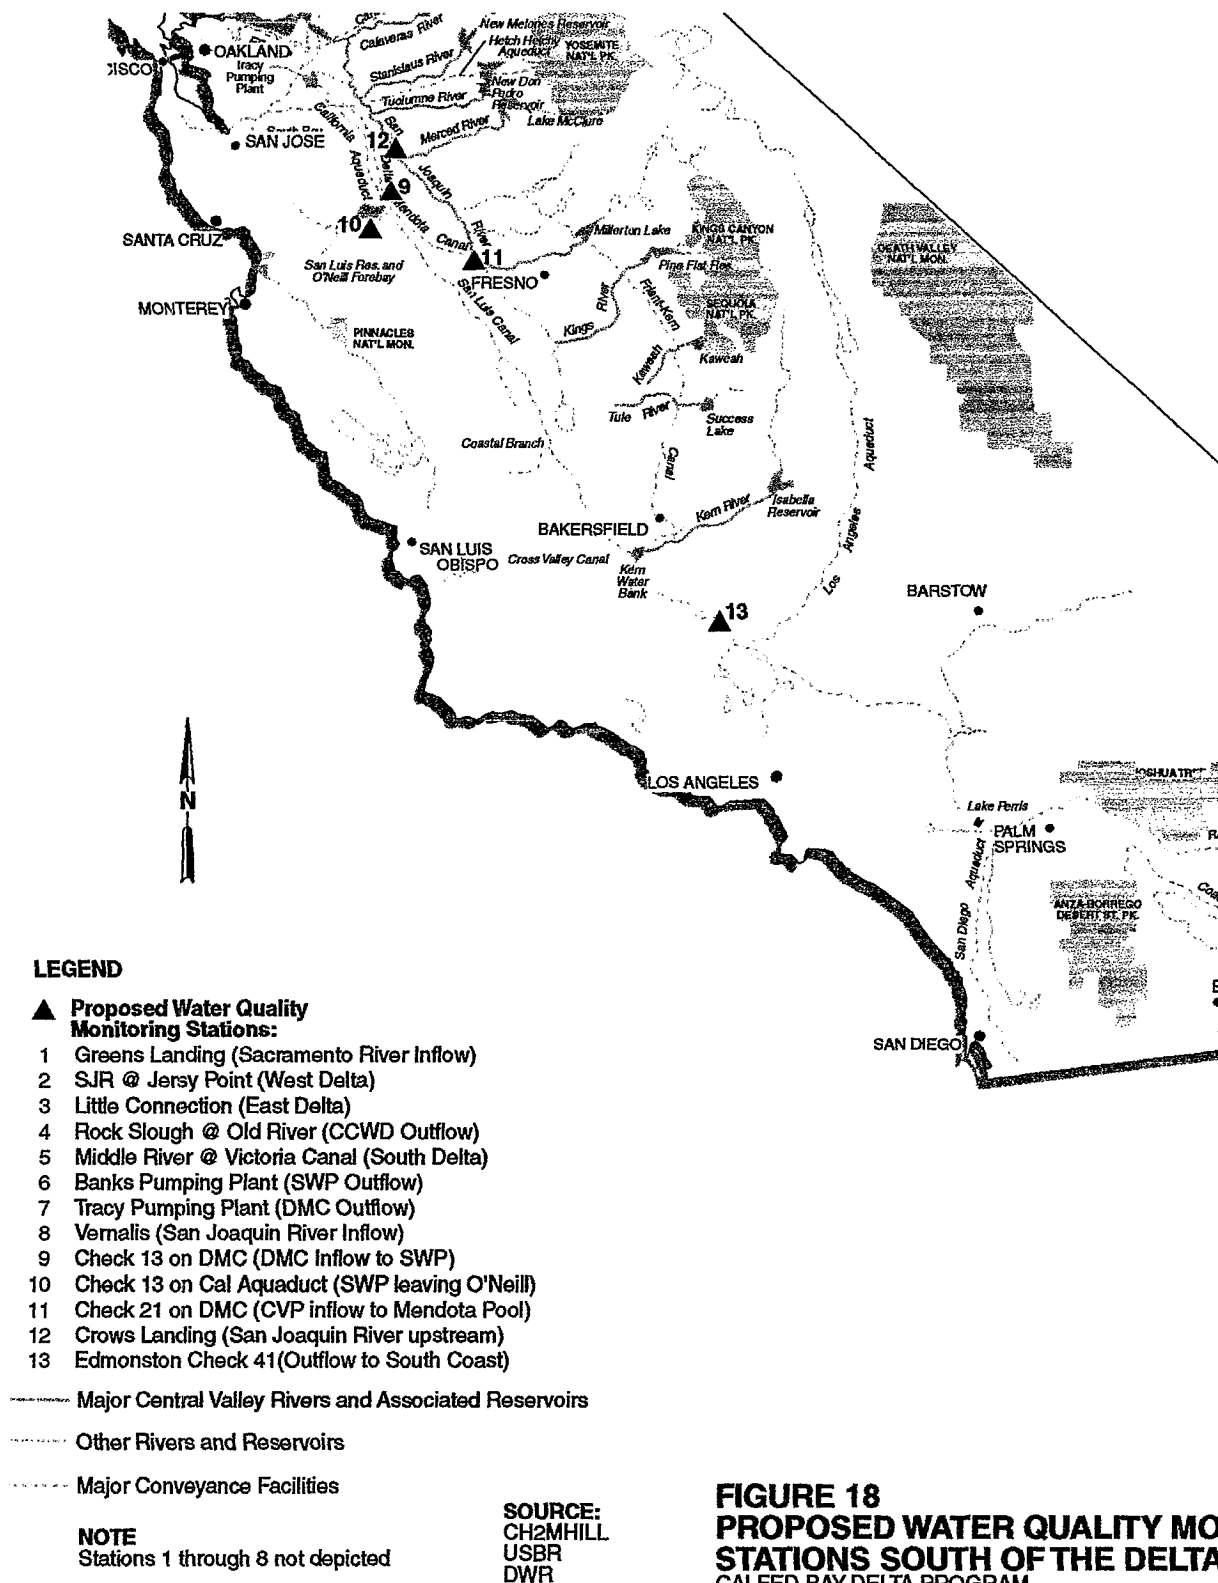 Calaveras River
New Melones Reservoir
Hetch Hetchy
Aqueduct
YOSEMITE
NAT'L PK.
OAKLAND
Tracy
Pumping
Plant
Stanislaus River
New Don
Pedro
Reservoir
Tuolumne River
Lake McClure
Merced River
California
Aqueduct
San
Joaquin
River
SAN JOSE
12
Delta
Mendota
Canal
9
10
11
SANTA CRUZ
San Luis Res. and
O'Neill Forebay
Millerton Lake
KINGS CANYON
NAT'L PK.
DEATH VALLEY
NAT'L MON.
Pine Flat Res.
FRESNO
MONTEREY
San Luis Canal
Kings
River
Friant-Kern
SEQUOIA
NAT'L PK.
PINNACLES
NAT'L MON.
Kaweah
Kaweah
Tule River
Success
Lake
Coastal Branch
Canal
Kern River
Isabella
Reservoir
Los
Angeles
Aqueduct
BAKERSFIELD
SAN LUIS
OBISPO
Cross Valley Canal
Kern
Water
Bank
BARSTOW
13
N
LOS ANGELES
Lake Perris
PALM
SPRINGS
San Diego
Aqueduct
ANZA-BORREGO
DESERT ST. PK.
SAN DIEGO
LEGEND
Proposed Water Quality
Monitoring Stations:
1 Greens Landing (Sacramento River Inflow)
2 SJR @ Jersy Point (West Delta)
3 Little Connection (East Delta)
4 Rock Slough @ Old River (CCWD Outflow)
5 Middle River @ Victoria Canal (South Delta)
6 Banks Pumping Plant (SWP Outflow)
7 Tracy Pumping Plant (DMC Outflow)
8 Vernalis (San Joaquin River Inflow)
9 Check 13 on DMC (DMC Inflow to SWP)
10 Check 13 on Cal Aquaduct (SWP leaving O'Neill)
11 Check 21 on DMC (CVP inflow to Mendota Pool)
12 Crows Landing (San Joaquin River upstream)
13 Edmonston Check 41(Outflow to South Coast)
Major Central Valley Rivers and Associated Reservoirs
Other Rivers and Reservoirs
Major Conveyance Facilities
NOTE
Stations 1 through 8 not depicted
SOURCE:
CH2MHILL
USBR
DWR
FIGURE 18
PROPOSED WATER QUALITY MO
STATIONS SOUTH OF THE DELTA
CALFED BAY-DELTA PROGRAM